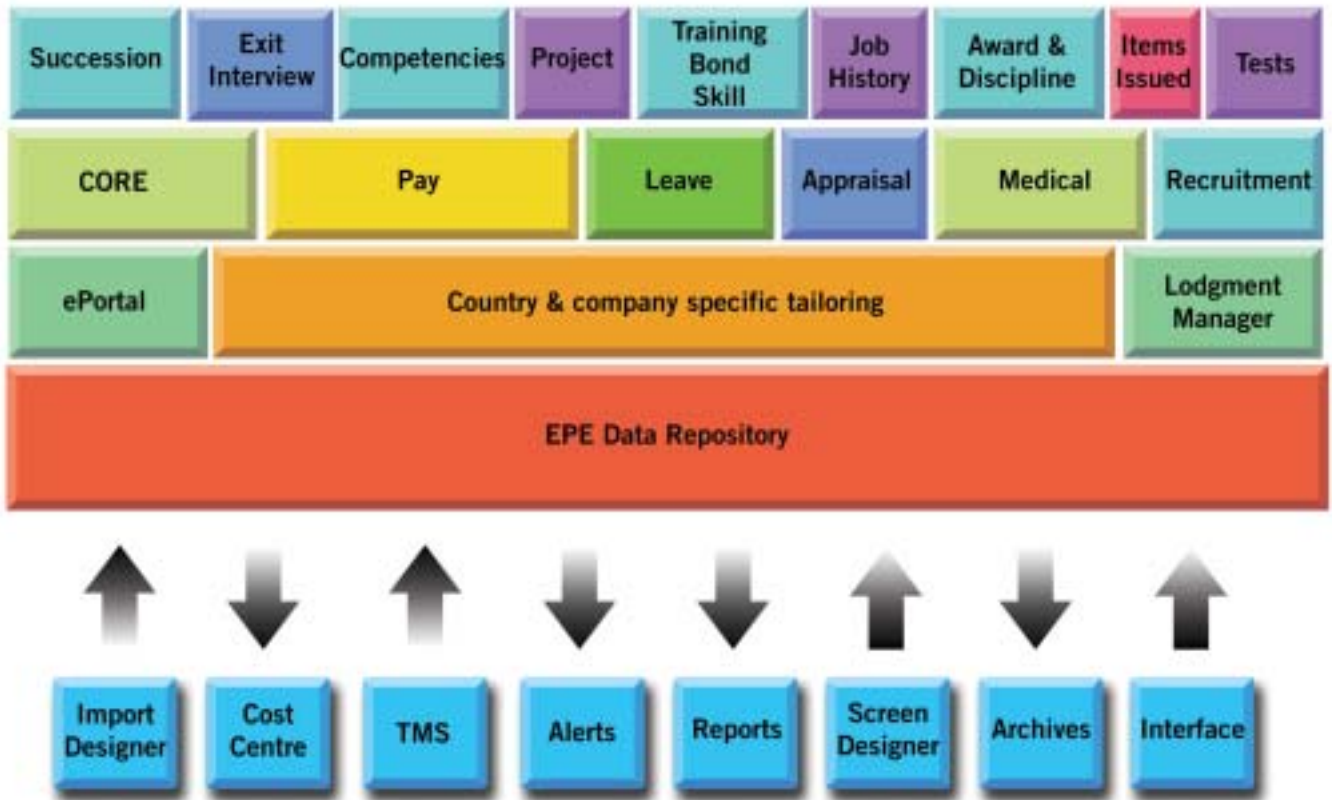 Succession
Exit
Interview
Competencies
Project
Training
Bond
Skill
Job
History
Award &
Discipline
Items
Issued
Tests
CORE
Pay
Leave
Appraisal
Medical
Recruitment
ePortal
Country & company specific tailoring
Lodgment
Manager
EPE Data Repository
Import
Designer
Cost
Centre
TMS
Alerts
Reports
Screen
Designer
Archives
Interface